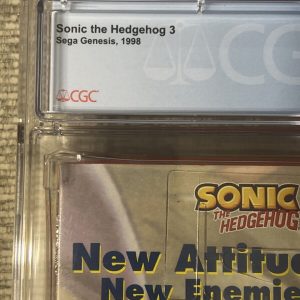 Sonic the Hedgehog 3
Sega Genesis, 1998
CGC
CGC
SONIC
THE HEDGEHOG
New Attitu
New Enemie